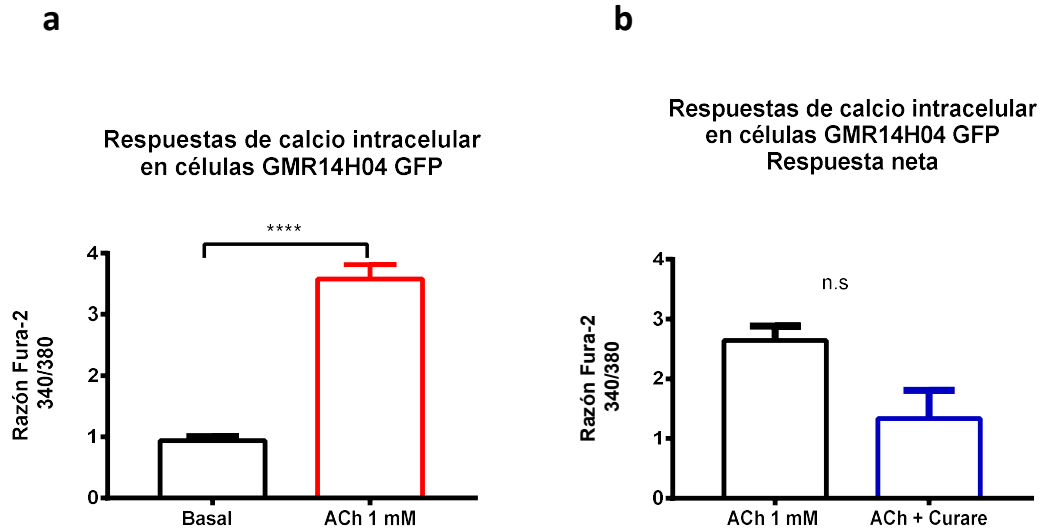 a
Respuestas de calcio intracelular
en células GMR14H04 GFP
****
4
3
2
1
0
Razón Fura-2
340/380
Basal
ACh 1 mM
b
Respuestas de calcio intracelular
en células GMR14H04 GFP
Respuesta neta
n.s
4
3
2
1
0
Razón Fura-2
340/380
ACh 1 mM
ACh + Curare